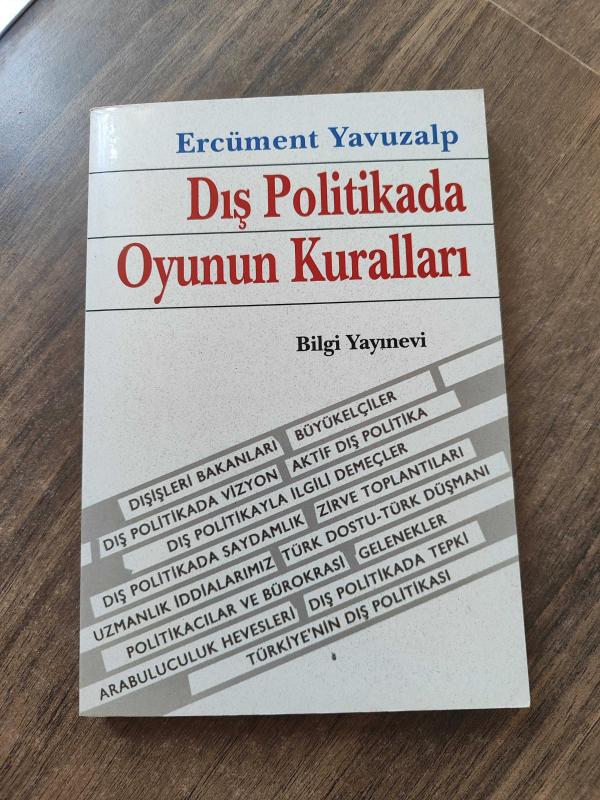 Ercüment Yavuzalp
Dış Politikada
Oyunun Kuralları
Bilgi Yayınevi
DIŞİŞLERİ BAKANLARI BÜYÜKELÇİLER
DIŞ POLİTİKADA VİZYON AKTİF DIŞ POLİTİKA
DIŞ POLİTİKAYLA İLGİLİ DEMEÇLER
DIŞ POLİTİKADA SAYDAMLIK ZİRVE TOPLANTILARI
UZMANLIK İDDİALARIMIZ TÜRK DOSTU-TÜRK DÜŞMANI
POLİTİKACILAR VE BÜROKRASİ GELENEKLER
ARABULUCULUK HEVESLERİ DIŞ POLİTİKADA TEPKİ
TÜRKİYE'NİN DIŞ POLİTİKASI